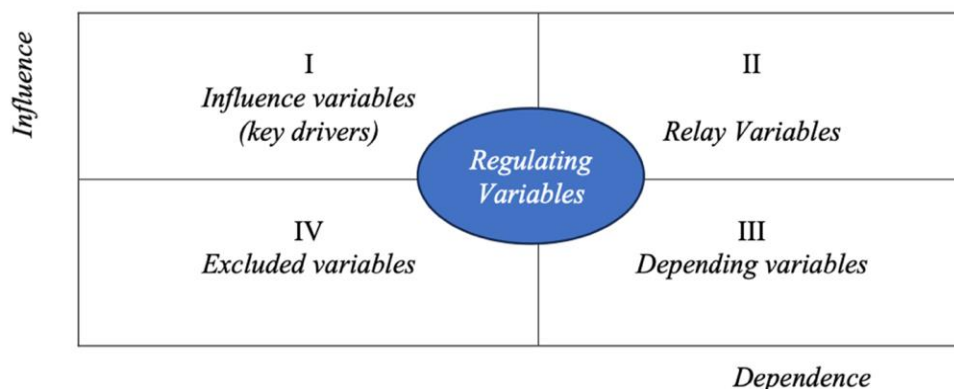 Influence
I
Influence variables
(key drivers)
II
Relay Variables
Regulating
Variables
IV
Excluded variables
III
Depending variables
Dependence